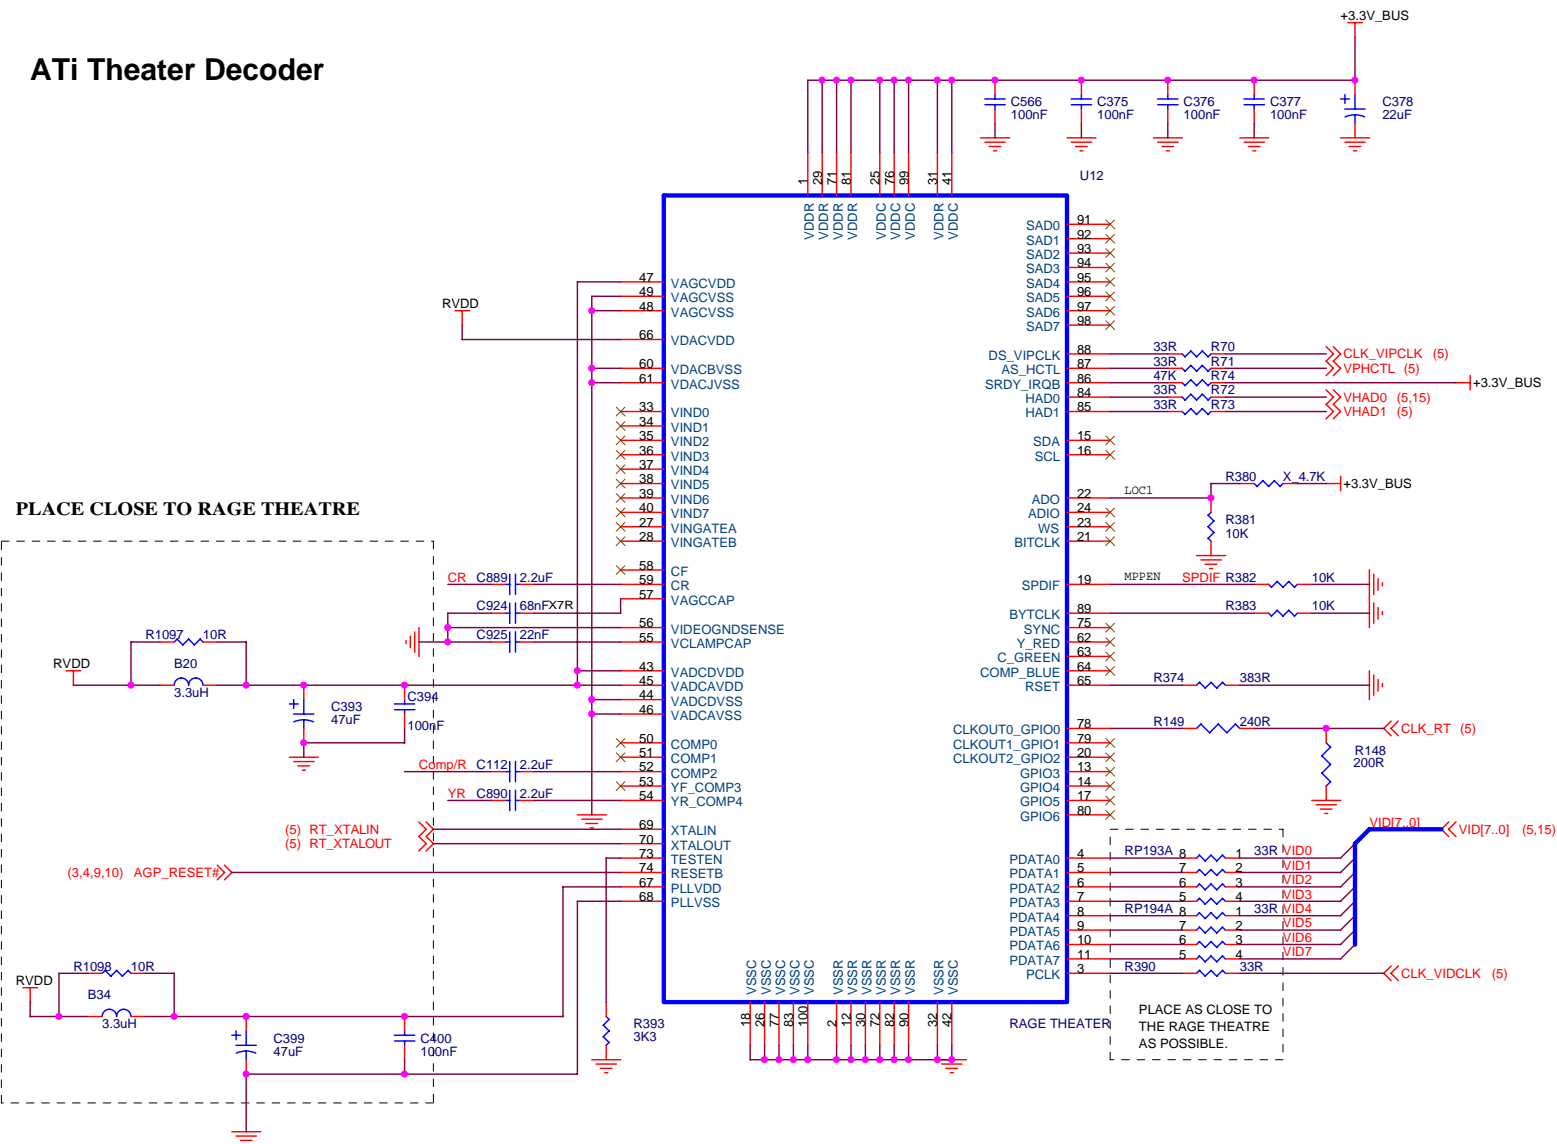 +3.3V_BUS
ATi Theater Decoder
C566
100nF
C375
100nF
C376
100nF
C377
100nF
C378
22uF
+
U12
1 29 71 81 25 76 99 31 41
VDDR VDDR VDDR VDDR VDDC VDDC VDDC VDDR VDDC
47 VAGCVDD
49 VAGCVSS
48 VAGCVSS
RVDD
66 VDACVDD
60 VDACBVSS
61 VDACJVSS
33 VIND0
34 VIND1
35 VIND2
36 VIND3
37 VIND4
38 VIND5
39 VIND6
40 VIND7
27 VINGATEA
28 VINGATEB
58 CF
CR C889 2.2uF 59 CR
C924 68nF X7R 57 VAGCCAP
56 VIDEOGNDSENSE
C925 22nF 55 VCLAMPCAP
43 VADCDVDD
45 VADCAVDD
44 VADCDVSS
46 VADCAVSS
50 COMP0
51 COMP1
Comp/R C112 2.2uF 52 COMP2
53 YF_COMP3
YR C890 2.2uF 54 YR_COMP4
(5) RT_XTALIN 69 XTALIN
(5) RT_XTALOUT 70 XTALOUT
73 TESTEN
(3,4,9,10) AGP_RESET# 74 RESETB
67 PLLVDD
68 PLLVSS
PLACE CLOSE TO RAGE THEATRE
R1097 10R
RVDD
B20
3.3uH
+
C393
47uF
C394
100nF
R1098 10R
RVDD
B34
3.3uH
+
C399
47uF
C400
100nF
R393
3K3
SAD0 91
SAD1 92
SAD2 93
SAD3 94
SAD4 95
SAD5 96
SAD6 97
SAD7 98
DS_VIPCLK 88 33R R70 CLK_VIPCLK (5)
AS_HCTL 87 33R R71 VPHCTL (5)
SRDY_IRQB 86 47K R74 +3.3V_BUS
HAD0 84 33R R72 VHAD0 (5,15)
HAD1 85 33R R73 VHAD1 (5)
SDA 15
SCL 16
ADO 22 LOC1 R380 X_4.7K +3.3V_BUS
ADIO 24
WS 23
BITCLK 21
R381
10K
SPDIF 19 MPPEN SPDIF R382 10K
BYTCLK 89 R383 10K
SYNC 75
Y_RED 62
C_GREEN 63
COMP_BLUE 64
RSET 65 R374 383R
CLKOUT0_GPIO0 78 R149 240R CLK_RT (5)
CLKOUT1_GPIO1 79
CLKOUT2_GPIO2 20
GPIO3 13
GPIO4 14
GPIO5 17
GPIO6 80
R148
200R
VID[7..0] VID[7..0] (5,15)
PDATA0 4 RP193A 8 1 33R VID0
PDATA1 5 7 2 VID1
PDATA2 6 6 3 VID2
PDATA3 7 5 4 VID3
PDATA4 8 RP194A 8 1 33R VID4
PDATA5 9 7 2 VID5
PDATA6 10 6 3 VID6
PDATA7 11 5 4 VID7
PCLK 3 R390 33R CLK_VIDCLK (5)
PLACE AS CLOSE TO
THE RAGE THEATRE
AS POSSIBLE.
VSSC VSSC VSSC VSSC VSSC VSSR VSSR VSSR VSSR VSSR VSSR VSSR VSSC
18 26 77 83 100 2 12 30 72 82 90 32 42
RAGE THEATER